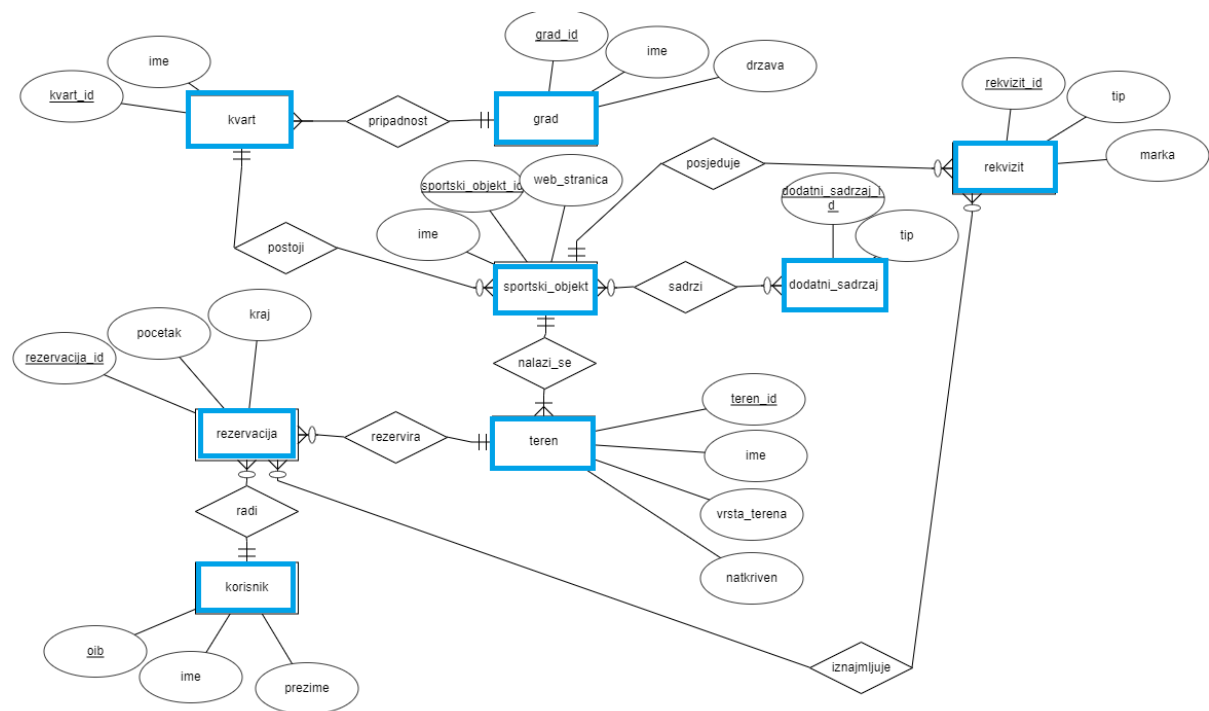 grad_id
ime
drzava
ime
kvart_id
kvart
pripadnost
grad
rekvizit_id
tip
marka
rekvizit
posjeduje
sportski_objekt_id
web_stranica
ime
dodatni_sadrzaj_i
d
tip
postoji
sportski_objekt
sadrzi
dodatni_sadrzaj
kraj
pocetak
rezervacija_id
nalazi_se
rezervacija
rezervira
teren
teren_id
ime
vrsta_terena
natkriven
radi
korisnik
oib
ime
prezime
iznajmljuje